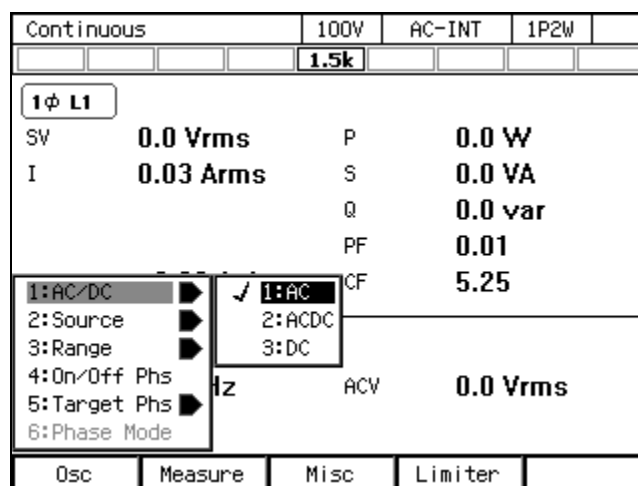 Continuous 100V AC-INT 1P2W
1.5k
1ϕ L1
SV 0.0 Vrms P 0.0 W
I 0.03 Arms S 0.0 VA
Q 0.0 var
PF 0.01
CF 5.25
1:AC/DC ✓ 1:AC
2:Source 2:ACDC
3:Range 3:DC
4:On/Off Phs
5:Target Phs Hz ACV 0.0 Vrms
6:Phase Mode
Osc Measure Misc Limiter